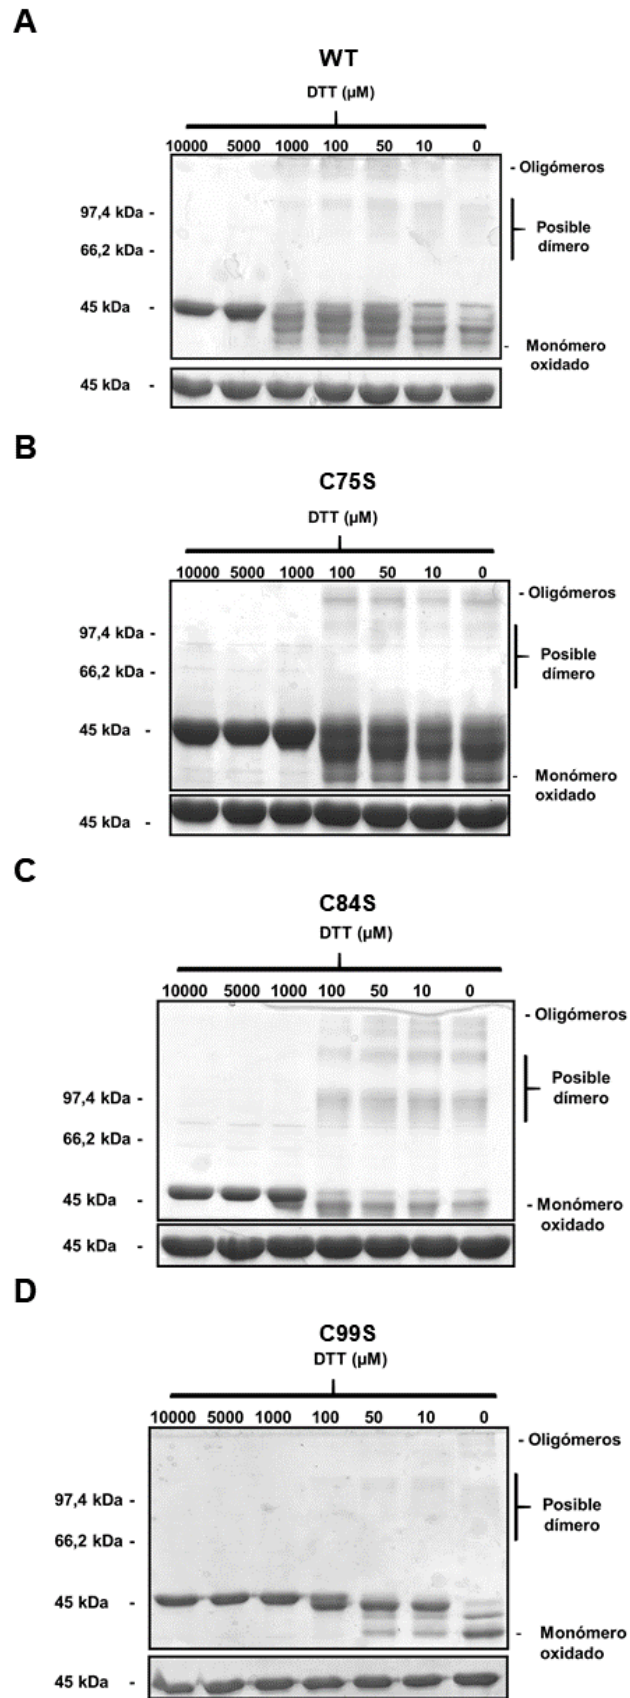 A
WT
DTT (µM)
10000 5000 1000 100 50 10 0
- Oligómeros
97,4 kDa -
Posible
dímero
66,2 kDa -
45 kDa -
- Monómero
oxidado
45 kDa -
B
C75S
DTT (µM)
10000 5000 1000 100 50 10 0
- Oligómeros
97,4 kDa -
Posible
dímero
66,2 kDa -
45 kDa -
- Monómero
oxidado
45 kDa -
C
C84S
DTT (µM)
10000 5000 1000 100 50 10 0
- Oligómeros
Posible
dímero
97,4 kDa -
66,2 kDa -
45 kDa -
- Monómero
oxidado
45 kDa -
D
C99S
DTT (µM)
10000 5000 1000 100 50 10 0
- Oligómeros
97,4 kDa -
Posible
dímero
66,2 kDa -
45 kDa -
- Monómero
oxidado
45 kDa -